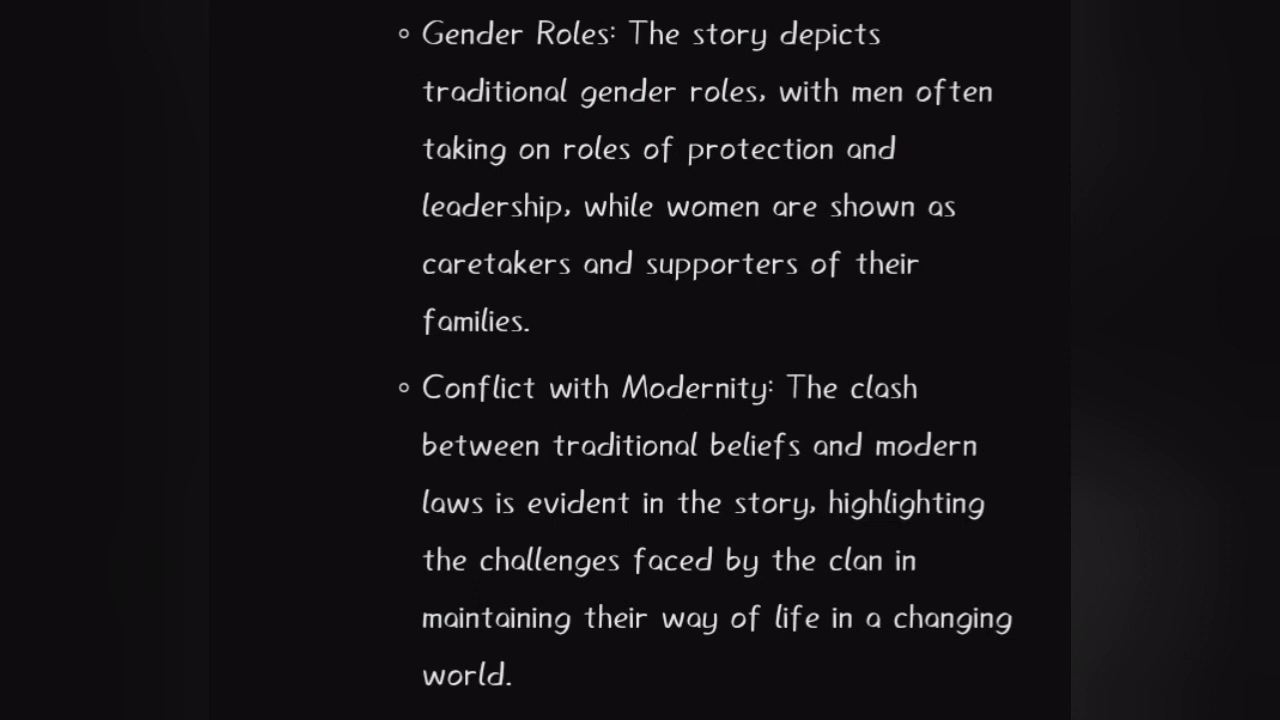 ◦ Gender Roles: The story depicts
traditional gender roles, with men often
taking on roles of protection and
leadership, while women are shown as
caretakers and supporters of their
families.
◦ Conflict with Modernity: The clash
between traditional beliefs and modern
laws is evident in the story, highlighting
the challenges faced by the clan in
maintaining their way of life in a changing
world.